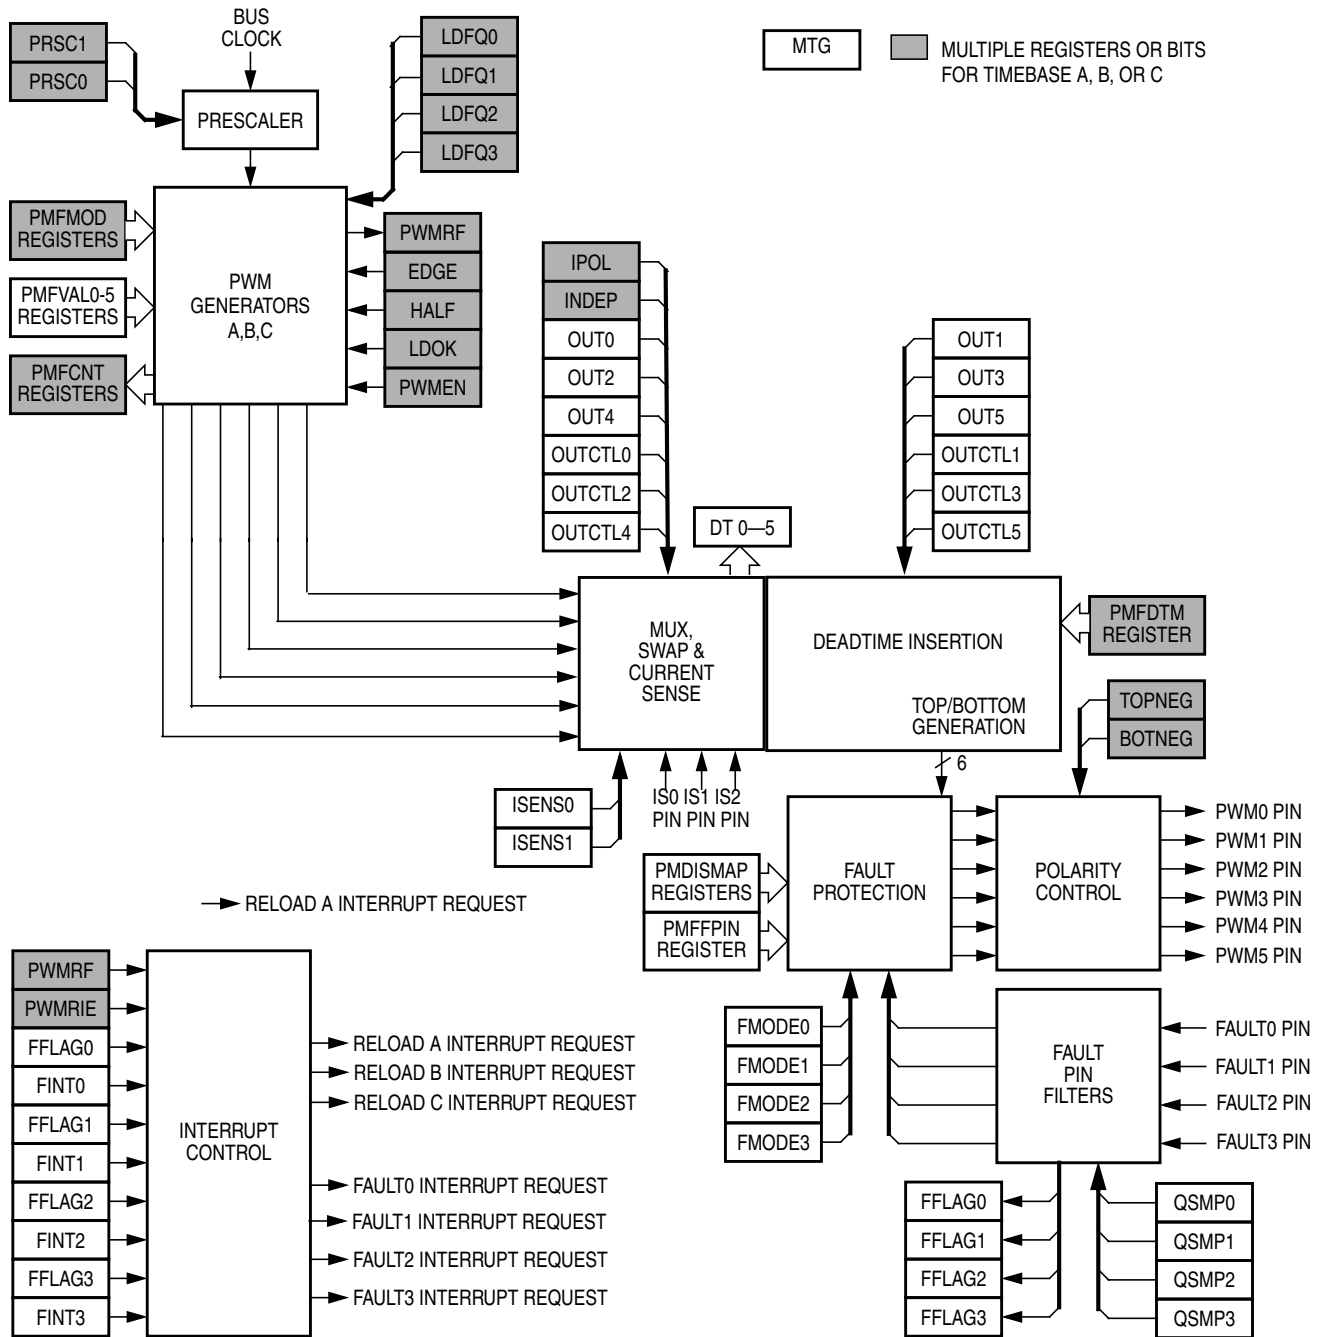 PRSC1
PRSC0
BUS
CLOCK
PRESCALER
LDFQ0
LDFQ1
LDFQ2
LDFQ3
MTG
MULTIPLE REGISTERS OR BITS
FOR TIMEBASE A, B, OR C
PMFMOD
REGISTERS
PMFVAL0-5
REGISTERS
PMFCNT
REGISTERS
PWM
GENERATORS
A,B,C
PWMRF
EDGE
HALF
LDOK
PWMEN
IPOL
INDEP
OUT0
OUT2
OUT4
OUTCTL0
OUTCTL2
OUTCTL4
DT 0—5
OUT1
OUT3
OUT5
OUTCTL1
OUTCTL3
OUTCTL5
MUX,
SWAP &
CURRENT
SENSE
DEADTIME INSERTION
TOP/BOTTOM
GENERATION
PMFDTM
REGISTER
TOPNEG
BOTNEG
6
ISENS0
ISENS1
IS0 IS1 IS2
PIN PIN PIN
PMDISMAP
REGISTERS
PMFFPIN
REGISTER
FAULT
PROTECTION
POLARITY
CONTROL
PWM0 PIN
PWM1 PIN
PWM2 PIN
PWM3 PIN
PWM4 PIN
PWM5 PIN
RELOAD A INTERRUPT REQUEST
PWMRF
PWMRIE
FFLAG0
FINT0
FFLAG1
FINT1
FFLAG2
FINT2
FFLAG3
FINT3
INTERRUPT
CONTROL
RELOAD A INTERRUPT REQUEST
RELOAD B INTERRUPT REQUEST
RELOAD C INTERRUPT REQUEST
FAULT0 INTERRUPT REQUEST
FAULT1 INTERRUPT REQUEST
FAULT2 INTERRUPT REQUEST
FAULT3 INTERRUPT REQUEST
FMODE0
FMODE1
FMODE2
FMODE3
FAULT
PIN
FILTERS
FAULT0 PIN
FAULT1 PIN
FAULT2 PIN
FAULT3 PIN
FFLAG0
FFLAG1
FFLAG2
FFLAG3
QSMP0
QSMP1
QSMP2
QSMP3